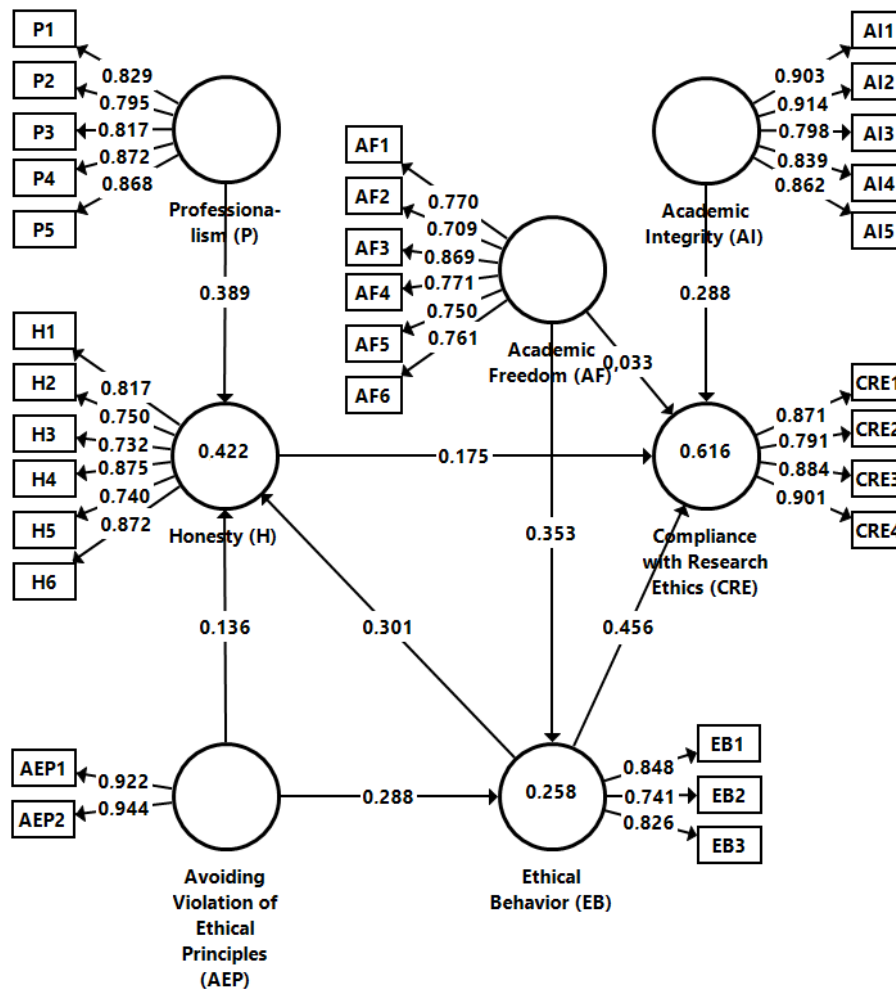 P1
P2
P3
P4
P5
0.829
0.795
0.817
0.872
0.868
Professiona-
lism (P)
0.389
AI1
AI2
AI3
AI4
AI5
0.903
0.914
0.798
0.839
0.862
Academic
Integrity (AI)
0.288
AF1
AF2
AF3
AF4
AF5
AF6
0.770
0.709
0.869
0.771
0.750
0.761
Academic
Freedom (AF)
0,033
0.353
H1
H2
H3
H4
H5
H6
0.817
0.750
0.732
0.875
0.740
0.872
0.422
Honesty (H)
0.175
0.616
Compliance
with Research
Ethics (CRE)
CRE1
CRE2
CRE3
CRE4
0.871
0.791
0.884
0.901
0.136
0.301
0.456
AEP1
AEP2
0.922
0.944
Avoiding
Violation of
Ethical
Principles
(AEP)
0.288
0.258
Ethical
Behavior (EB)
0.848
0.741
0.826
EB1
EB2
EB3